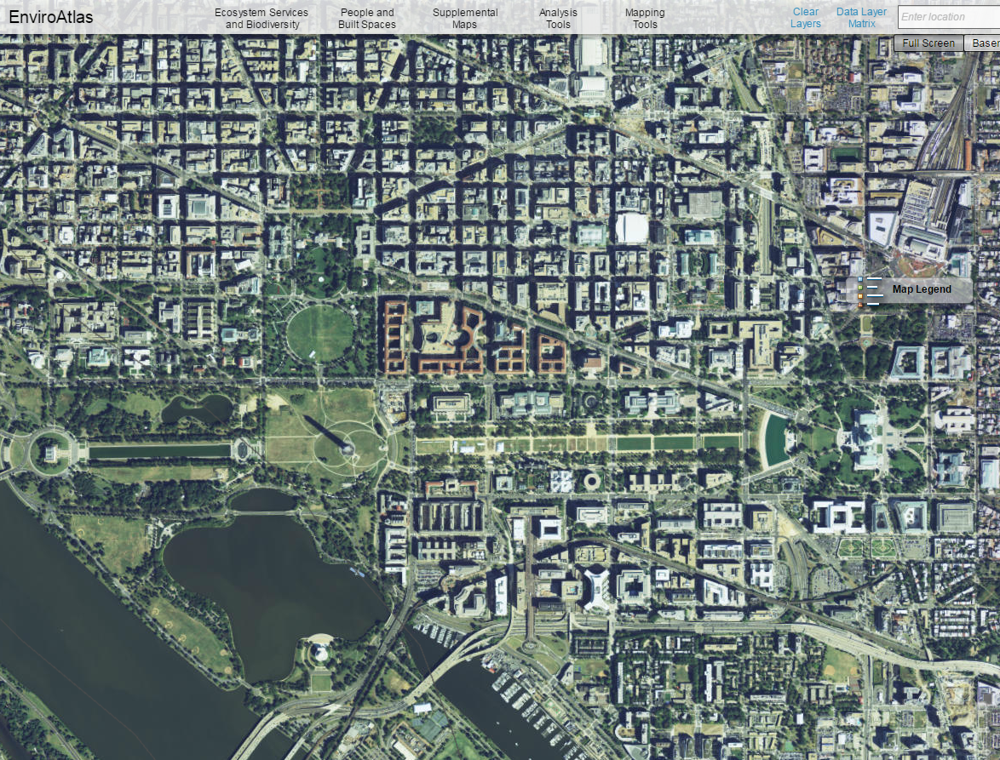 EnviroAtlas
Ecosystem Services
and Biodiversity
People and
Built Spaces
Supplemental
Maps
Analysis
Tools
Mapping
Tools
Clear
Layers
Data Layer
Matrix
Enter location
Full Screen
Baser
Map Legend